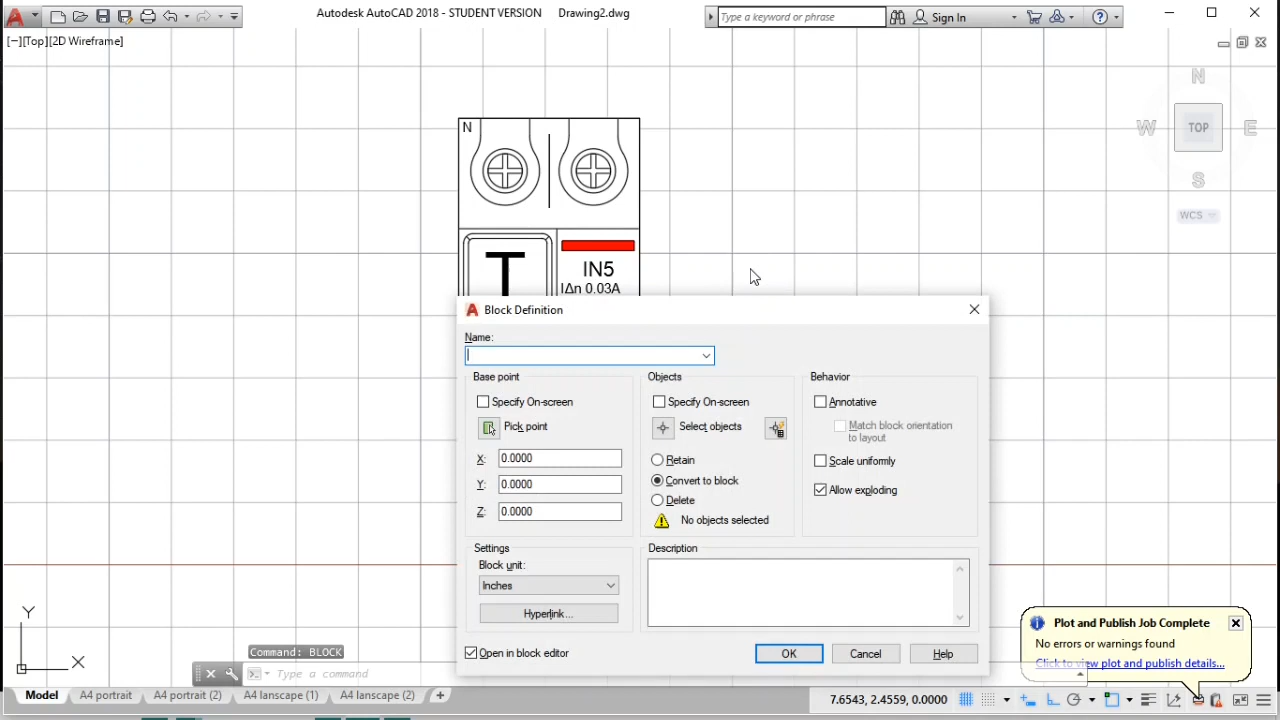 Autodesk AutoCAD 2018 - STUDENT VERSION Drawing2.dwg
Type a keyword or phrase
Sign In
[−][Top][2D Wireframe]
N
W
TOP
E
S
WCS
N
T
IN5
I∆n 0.03A
Block Definition
Name:
Base point
Specify On-screen
Pick point
X: 0.0000
Y: 0.0000
Z: 0.0000
Objects
Specify On-screen
Select objects
Retain
Convert to block
Delete
No objects selected
Behavior
Annotative
Match block orientation
to layout
Scale uniformly
Allow exploding
Settings
Block unit:
Inches
Hyperlink...
Description
Open in block editor
OK
Cancel
Help
Plot and Publish Job Complete
No errors or warnings found
Click to view plot and publish details...
Y
X
Command: BLOCK
Type a command
Model
A4 portrait
A4 portrait (2)
A4 lanscape (1)
A4 lanscape (2)
7.6543, 2.4559, 0.0000